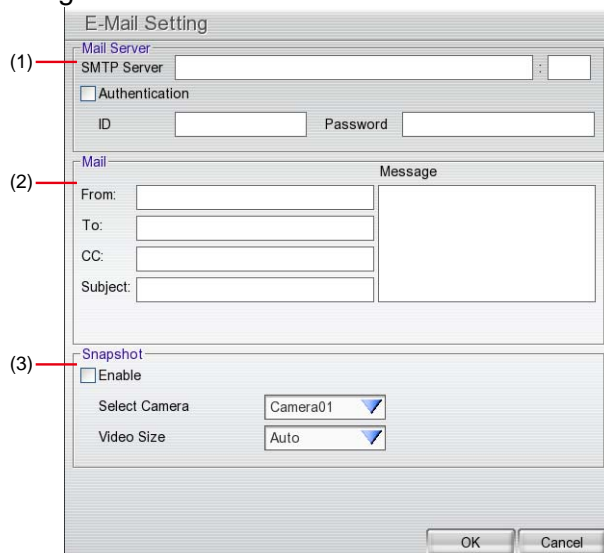 E-Mail Setting
Mail Server
(1)
SMTP Server :
Authentication
ID Password
Mail
Message
(2)
From:
To:
CC:
Subject:
Snapshot
(3)
Enable
Select Camera Camera01
Video Size Auto
OK Cancel